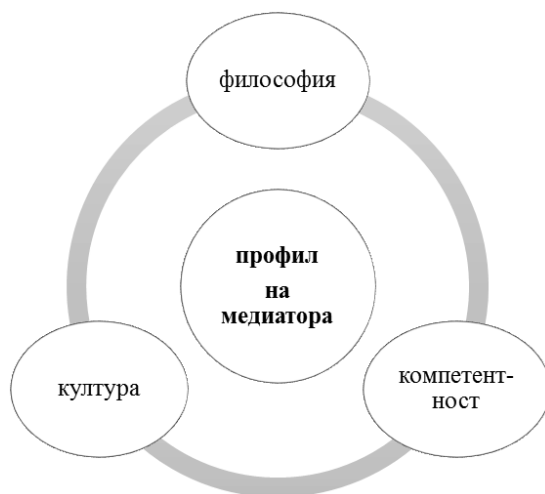 философия
профил
на
медиатора
култура
компетент-
ност